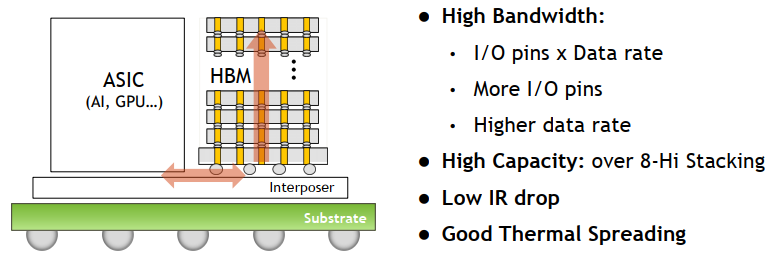 ASIC
(AI, GPU…)
HBM
Interposer
Substrate
● High Bandwidth:
• I/O pins x Data rate
• More I/O pins
• Higher data rate
● High Capacity: over 8-Hi Stacking
● Low IR drop
● Good Thermal Spreading